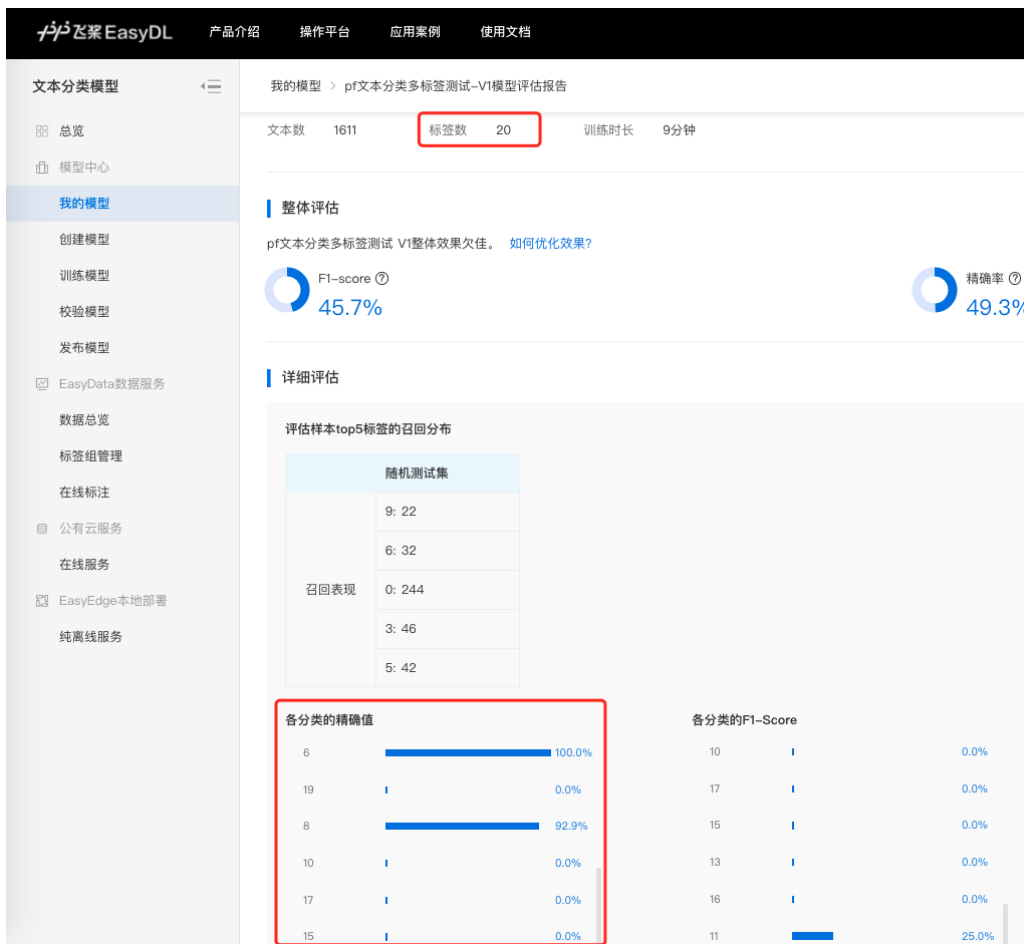 飞桨EasyDL 产品介绍 操作平台 应用案例 使用文档
文本分类模型
总览
模型中心
我的模型
创建模型
训练模型
校验模型
发布模型
EasyData数据服务
数据总览
标签组管理
在线标注
公有云服务
在线服务
EasyEdge本地部署
纯离线服务
我的模型 > pf文本分类多标签测试-V1模型评估报告
文本数 1611 标签数 20 训练时长 9分钟
整体评估
pf文本分类多标签测试 V1整体效果欠佳。 如何优化效果?
F1-score ? 精确率 ?
45.7% 49.3%
详细评估
评估样本top5标签的召回分布
随机测试集
召回表现
9: 22
6: 32
0: 244
3: 46
5: 42
各分类的精确值
6 100.0%
19 0.0%
8 92.9%
10 0.0%
17 0.0%
15 0.0%
各分类的F1-Score
10 0.0%
17 0.0%
15 0.0%
13 0.0%
16 0.0%
11 25.0%